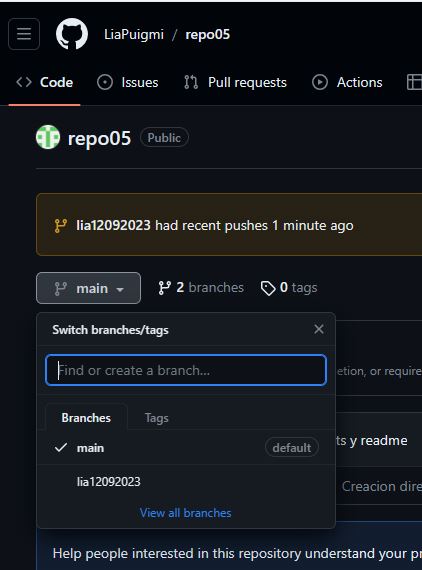 LiaPuigmi / repo05
Code Issues Pull requests Actions
repo05 Public
lia12092023 had recent pushes 1 minute ago
main 2 branches 0 tags
Switch branches/tags
Find or create a branch...
etion, or require
Branches Tags
main default
ts y readme
lia12092023
Creacion dire
View all branches
Help people interested in this repository understand your pr